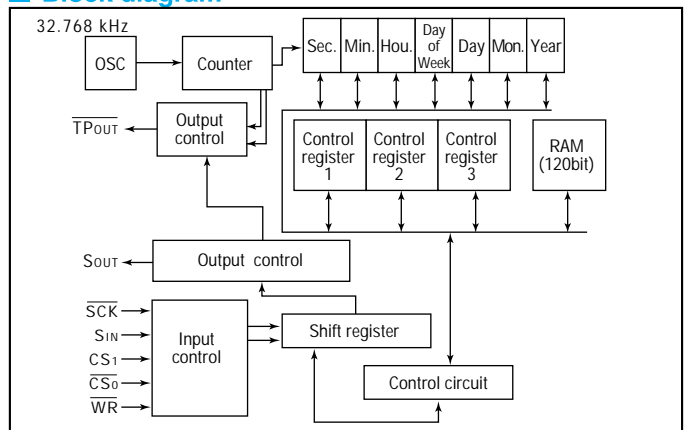 ■ Block diagram
32.768 kHz
OSC
Counter
Sec. Min. Hou. Day of Week Day Mon. Year
TPOUT
Output control
Control register 1
Control register 2
Control register 3
RAM (120bit)
SOUT
Output control
SCK
SIN
CS1
CS0
WR
Input control
Shift register
Control circuit